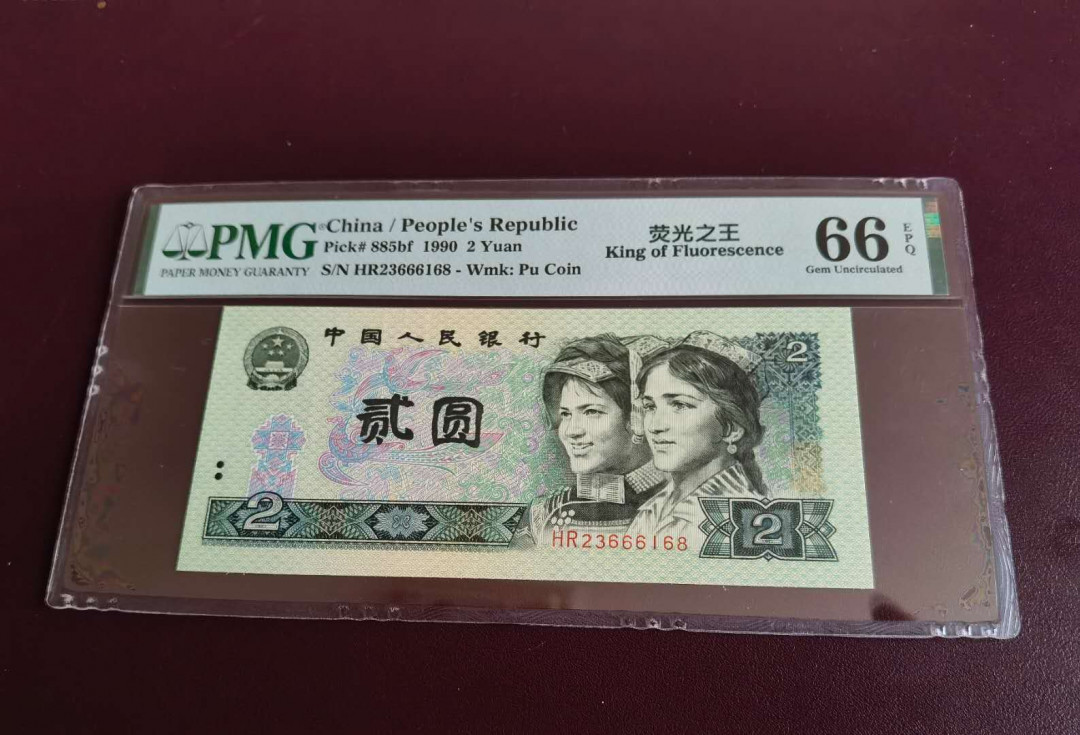 PMG
PAPER MONEY GUARANTY
China / People's Republic
Pick# 885bf 1990 2 Yuan
S/N HR23666168 - Wmk: Pu Coin
荧光之王
King of Fluorescence
66
EPQ
Gem Uncirculated
中国人民银行
2
贰圆
2
HR23666168
2